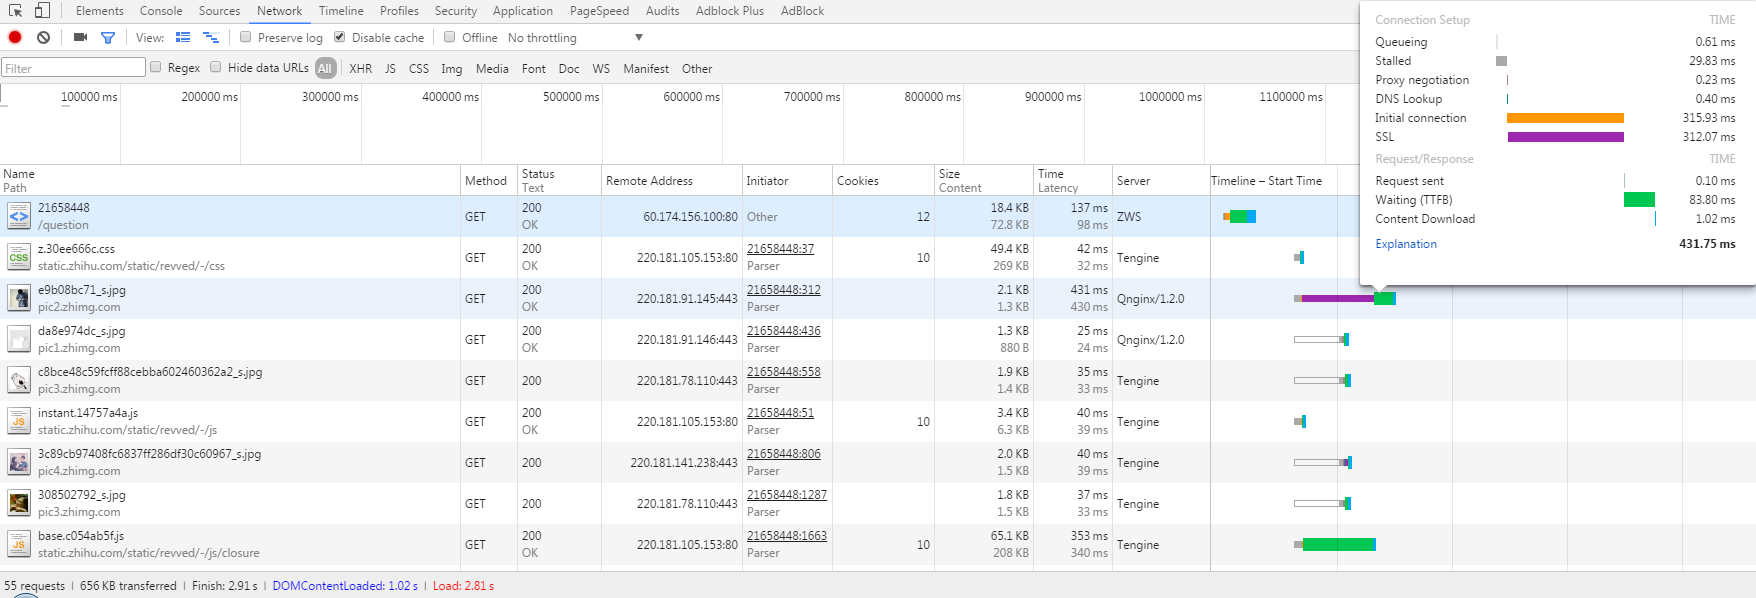 Elements Console Sources Network Timeline Profiles Security Application PageSpeed Audits Adblock Plus AdBlock
View: Preserve log Disable cache Offline No throttling
Filter Regex Hide data URLs All XHR JS CSS Img Media Font Doc WS Manifest Other
100000 ms 200000 ms 300000 ms 400000 ms 500000 ms 600000 ms 700000 ms 800000 ms 900000 ms 1000000 ms 1100000 ms
Connection Setup TIME
Queueing 0.61 ms
Stalled 29.83 ms
Proxy negotiation 0.23 ms
DNS Lookup 0.40 ms
Initial connection 315.93 ms
SSL 312.07 ms
Request/Response TIME
Request sent 0.10 ms
Waiting (TTFB) 83.80 ms
Content Download 1.02 ms
Explanation 431.75 ms
Name Method Status Remote Address Initiator Cookies Size Time Server Timeline – Start Time
Path Text Content Latency
21658448 GET 200 60.174.156.100:80 Other 12 18.4 KB 137 ms ZWS
/question OK 72.8 KB 98 ms
z.30ee666c.css GET 200 220.181.105.153:80 21658448:37 10 49.4 KB 42 ms Tengine
static.zhihu.com/static/revved/-/css OK Parser 269 KB 32 ms
e9b08bc71_s.jpg GET 200 220.181.91.145:443 21658448:312 2.1 KB 431 ms Qnginx/1.2.0
pic2.zhimg.com OK Parser 1.3 KB 430 ms
da8e974dc_s.jpg GET 200 220.181.91.146:443 21658448:436 1.3 KB 25 ms Qnginx/1.2.0
pic1.zhimg.com OK Parser 880 B 24 ms
c8bce48c59fcff88cebba602460362a2_s.jpg GET 200 220.181.78.110:443 21658448:558 1.9 KB 35 ms Tengine
pic3.zhimg.com OK Parser 1.4 KB 33 ms
instant.14757a4a.js GET 200 220.181.105.153:80 21658448:51 10 3.4 KB 40 ms Tengine
static.zhihu.com/static/revved/-/js OK Parser 6.3 KB 39 ms
3c89cb97408fc6837ff286df30c60967_s.jpg GET 200 220.181.141.238:443 21658448:806 2.0 KB 40 ms Tengine
pic4.zhimg.com Parser 1.5 KB 39 ms
308502792_s.jpg GET 200 220.181.78.110:443 21658448:1287 1.8 KB 37 ms Tengine
pic3.zhimg.com Parser 1.5 KB 33 ms
base.c054ab5f.js GET 200 220.181.105.153:80 21658448:1663 10 65.1 KB 353 ms Tengine
static.zhihu.com/static/revved/-/js/closure OK Parser 208 KB 340 ms
55 requests | 656 KB transferred | Finish: 2.91 s | DOMContentLoaded: 1.02 s | Load: 2.81 s